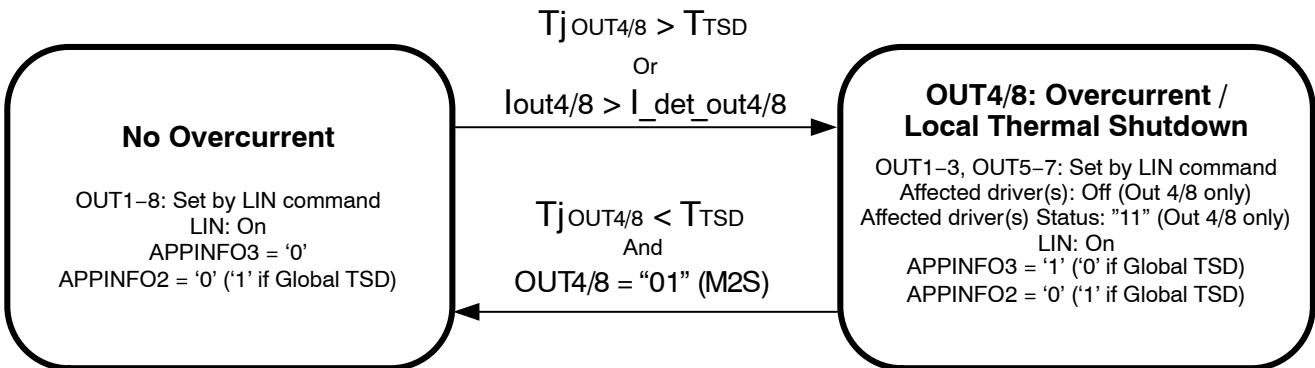 Tj OUT4/8 > TTSD
Or
Iout4/8 > I_det_out4/8
No Overcurrent
OUT1–8: Set by LIN command
LIN: On
APPINFO3 = ‘0’
APPINFO2 = ‘0’ (‘1’ if Global TSD)
Tj OUT4/8 < TTSD
And
OUT4/8 = “01” (M2S)
OUT4/8: Overcurrent /
Local Thermal Shutdown
OUT1–3, OUT5–7: Set by LIN command
Affected driver(s): Off (Out 4/8 only)
Affected driver(s) Status: ”11” (Out 4/8 only)
LIN: On
APPINFO3 = ‘1’ (‘0’ if Global TSD)
APPINFO2 = ‘0’ (‘1’ if Global TSD)